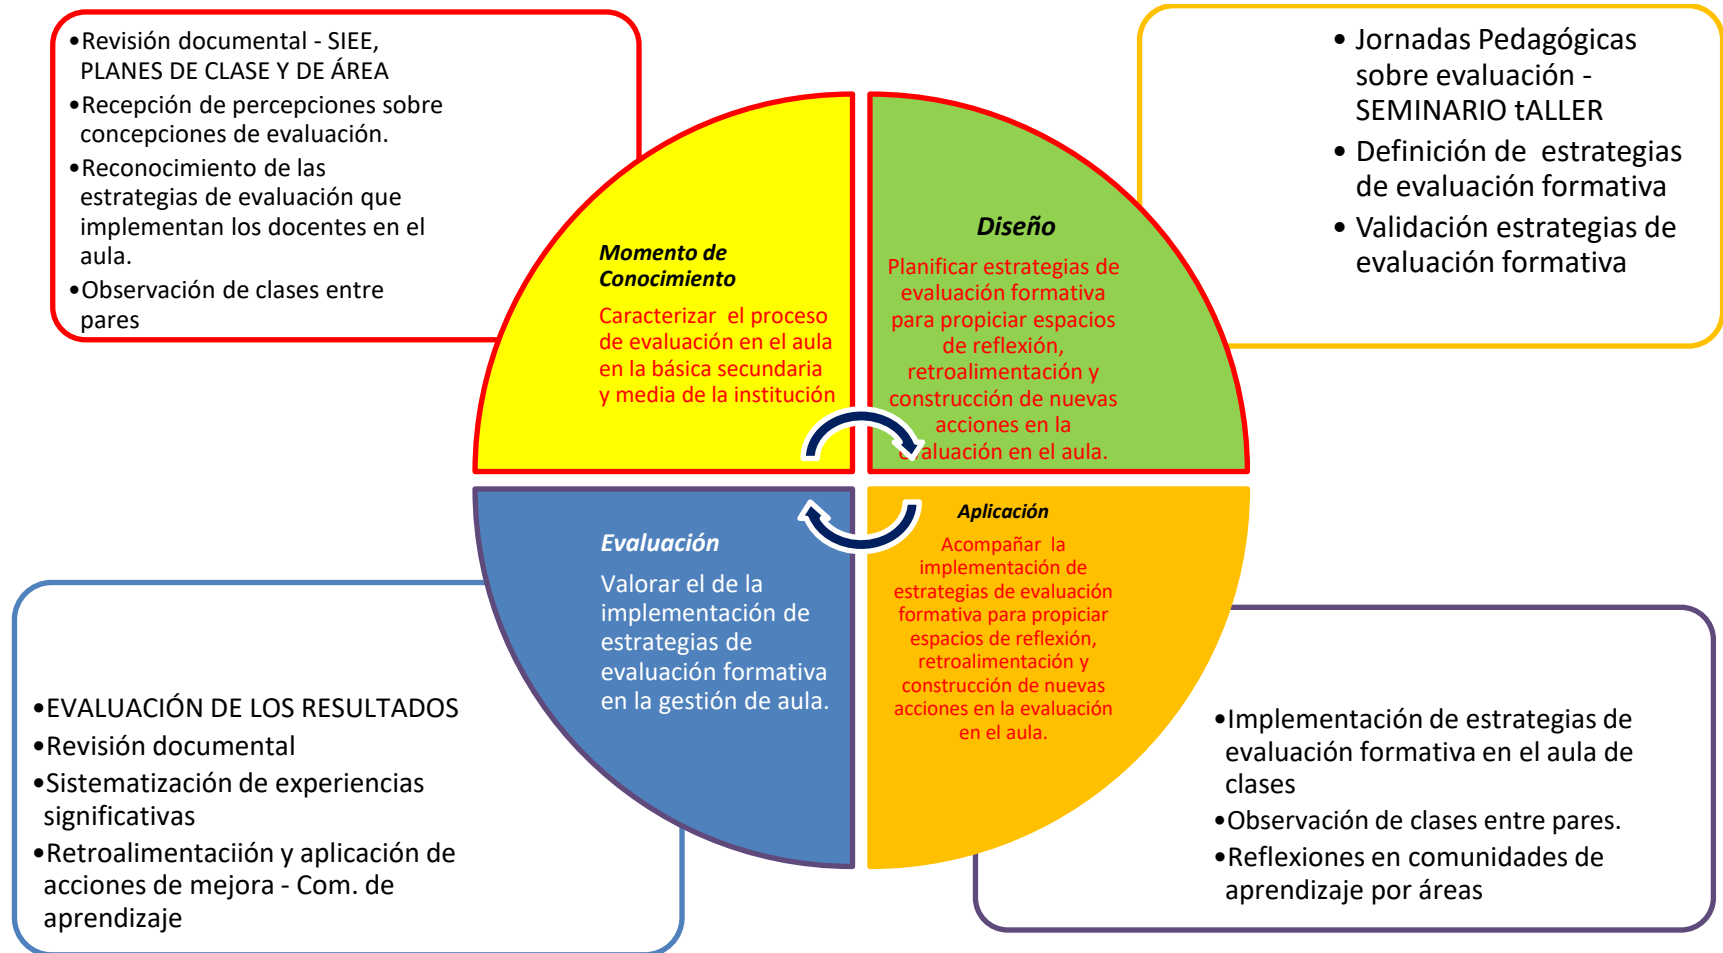 •Revisión documental - SIEE,
PLANES DE CLASE Y DE ÁREA
•Recepción de percepciones sobre
concepciones de evaluación.
•Reconocimiento de las
estrategias de evaluación que
implementan los docentes en el
aula.
•Observación de clases entre
pares
• Jornadas Pedagógicas
sobre evaluación -
SEMINARIO tALLER
• Definición de estrategias
de evaluación formativa
• Validación estrategias de
evaluación formativa
Momento de
Conocimiento
Caracterizar el proceso
de evaluación en el aula
en la básica secundaria
y media de la institución
Diseño
Planificar estrategias de
evaluación formativa
para propiciar espacios
de reflexión,
retroalimentación y
construcción de nuevas
acciones en la
evaluación en el aula.
Evaluación
Valorar el de la
implementación de
estrategias de
evaluación formativa
en la gestión de aula.
Aplicación
Acompañar la
implementación de
estrategias de evaluación
formativa para propiciar
espacios de reflexión,
retroalimentación y
construcción de nuevas
acciones en la evaluación
en el aula.
•EVALUACIÓN DE LOS RESULTADOS
•Revisión documental
•Sistematización de experiencias
significativas
•Retroalimentaciión y aplicación de
acciones de mejora - Com. de
aprendizaje
•Implementación de estrategias de
evaluación formativa en el aula de
clases
•Observación de clases entre pares.
•Reflexiones en comunidades de
aprendizaje por áreas